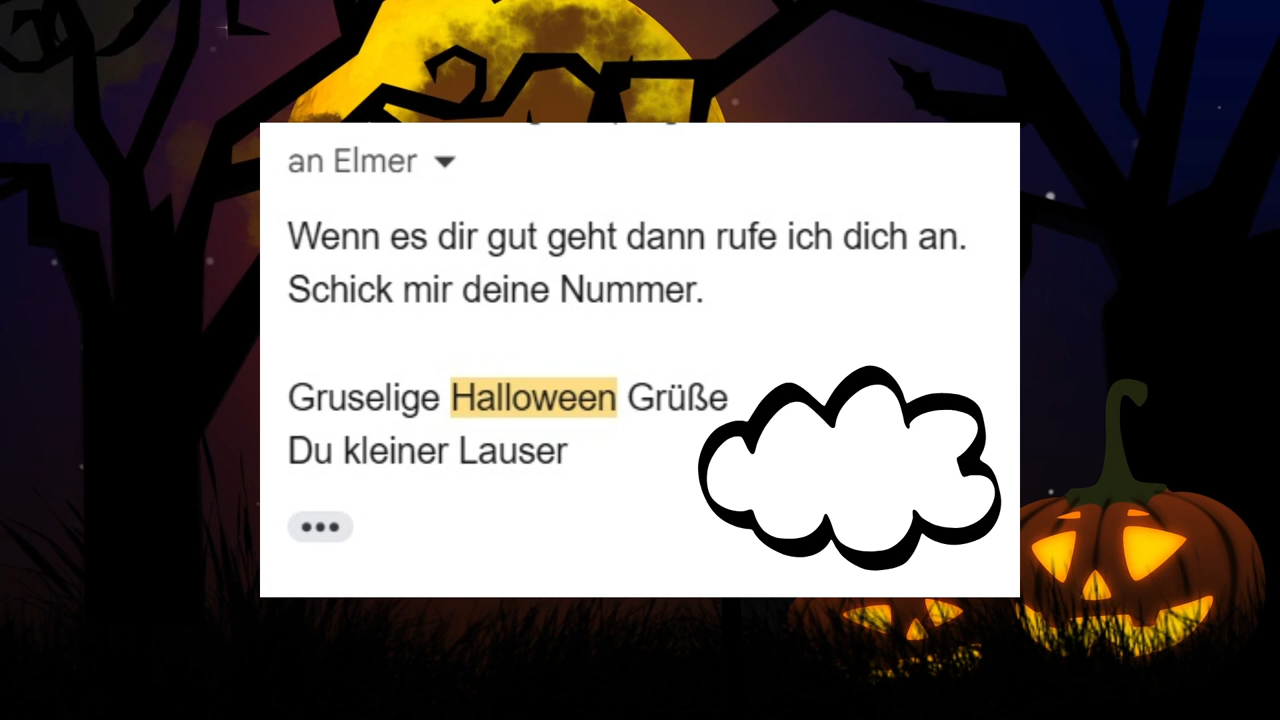 an Elmer
Wenn es dir gut geht dann rufe ich dich an.
Schick mir deine Nummer.
Gruselige Halloween Grüße
Du kleiner Lauser